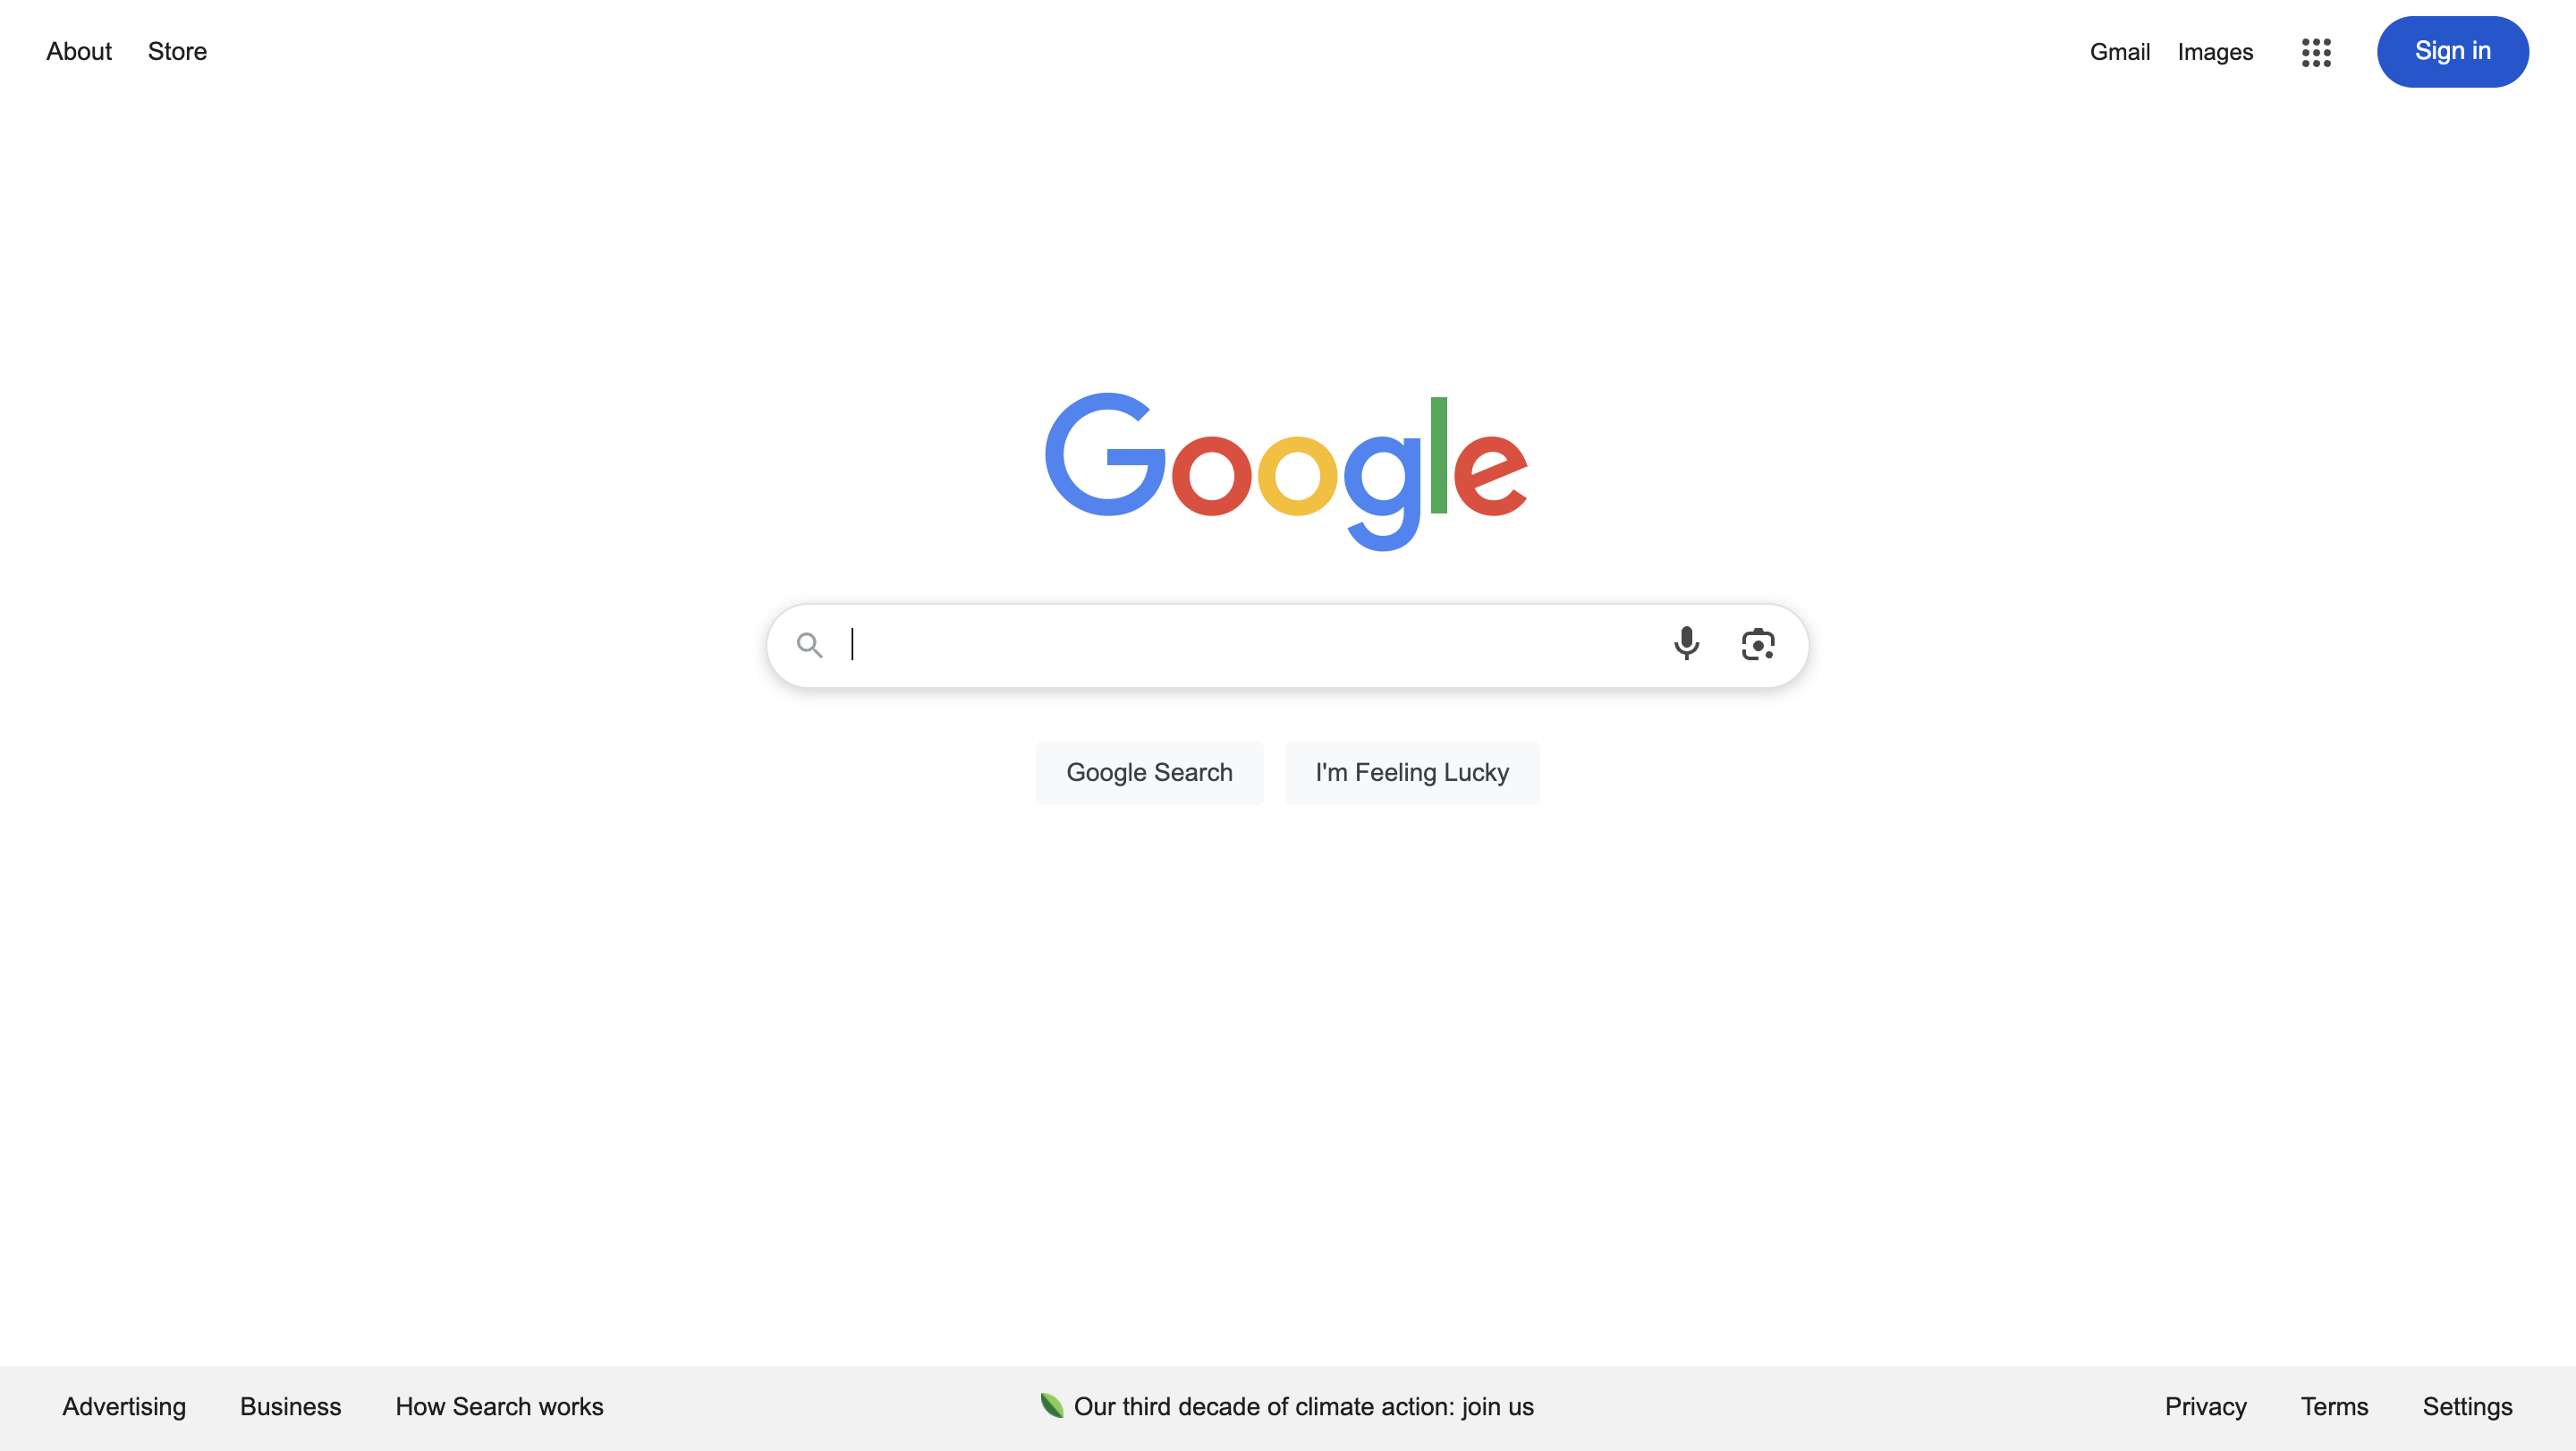 About Store Gmail Images Sign in
Google
Google Search I'm Feeling Lucky
Advertising Business How Search works Our third decade of climate action: join us Privacy Terms Settings